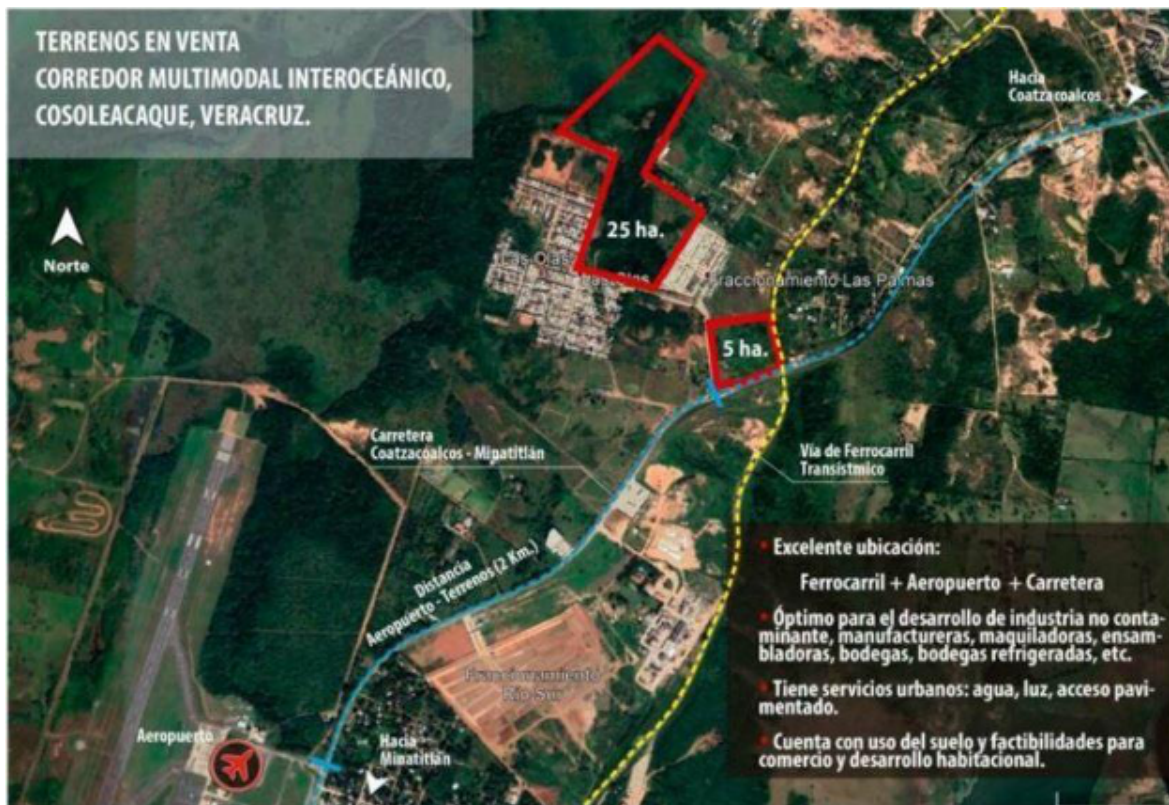 TERRENOS EN VENTA
CORREDOR MULTIMODAL INTEROCEÁNICO,
COSOLEACAQUE, VERACRUZ.
Hacia
Coatzacoalcos
Norte
25 ha.
Las Olas
Fraccionamiento Las Palmas
5 ha.
Carretera
Coatzacoalcos - Minatitlán
Vía de Ferrocarril
Transístmico
Distancia
Aeropuerto - Terrenos (2 Km.)
Fraccionamiento
Rio Sur
Aeropuerto
Hacia
Minatitlán
• Excelente ubicación:
Ferrocarril + Aeropuerto + Carretera
• Óptimo para el desarrollo de industria no conta-
minante, manufactureras, maquiladoras, ensam-
bladoras, bodegas, bodegas refrigeradas, etc.
• Tiene servicios urbanos: agua, luz, acceso pavi-
mentado.
• Cuenta con uso del suelo y factibilidades para
comercio y desarrollo habitacional.